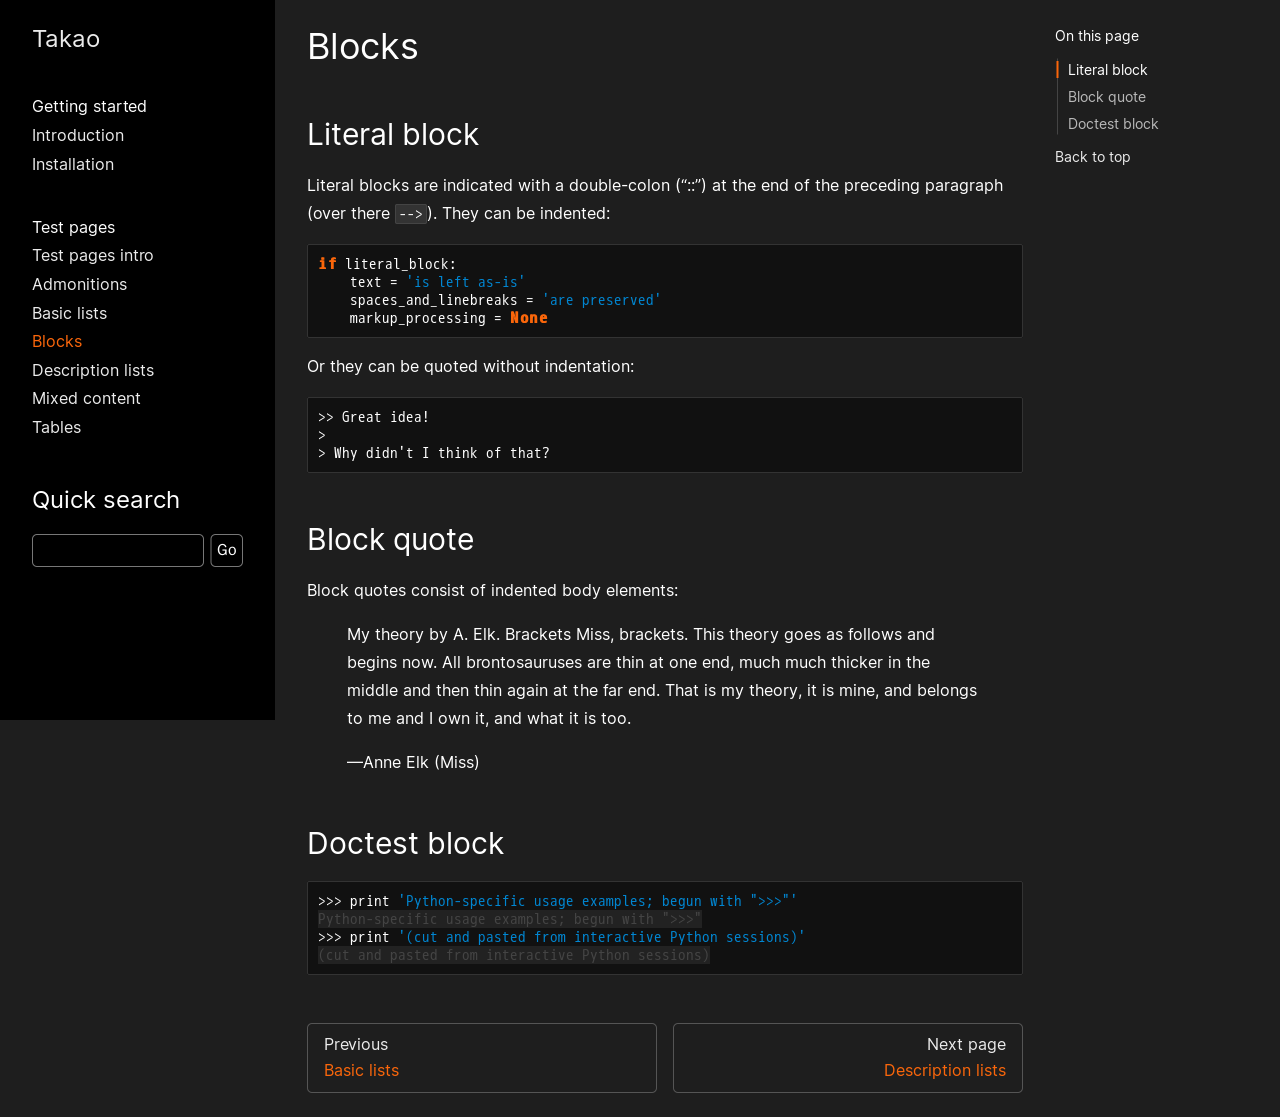 Takao
Getting started
Introduction
Installation
Test pages
Test pages intro
Admonitions
Basic lists
Blocks
Description lists
Mixed content
Tables
Quick search
Go
Blocks
Literal block
Literal blocks are indicated with a double-colon (“::”) at the end of the preceding paragraph
(over there -->). They can be indented:
if literal_block:
    text = 'is left as-is'
    spaces_and_linebreaks = 'are preserved'
    markup_processing = None
Or they can be quoted without indentation:
>> Great idea!
>
> Why didn't I think of that?
Block quote
Block quotes consist of indented body elements:
My theory by A. Elk. Brackets Miss, brackets. This theory goes as follows and
begins now. All brontosauruses are thin at one end, much much thicker in the
middle and then thin again at the far end. That is my theory, it is mine, and belongs
to me and I own it, and what it is too.
—Anne Elk (Miss)
Doctest block
>>> print 'Python-specific usage examples; begun with ">>>"'
Python-specific usage examples; begun with ">>>"
>>> print '(cut and pasted from interactive Python sessions)'
(cut and pasted from interactive Python sessions)
Previous
Basic lists
Next page
Description lists
On this page
Literal block
Block quote
Doctest block
Back to top